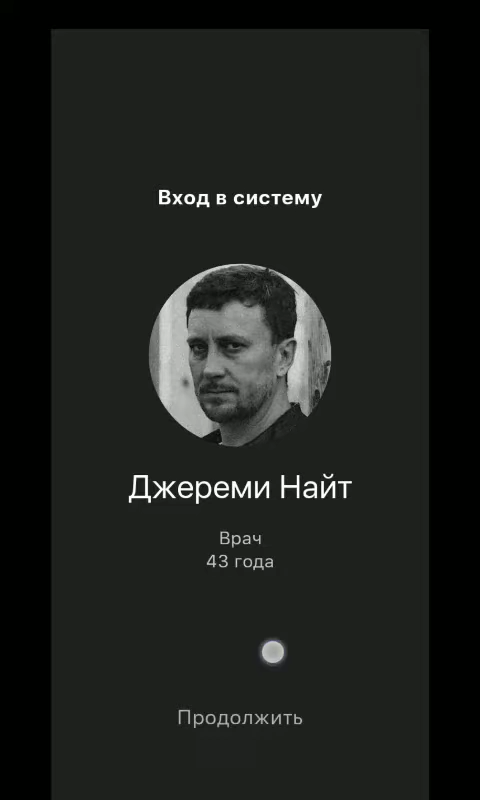 Вход в систему
Джереми Найт
Врач
43 года
Продолжить